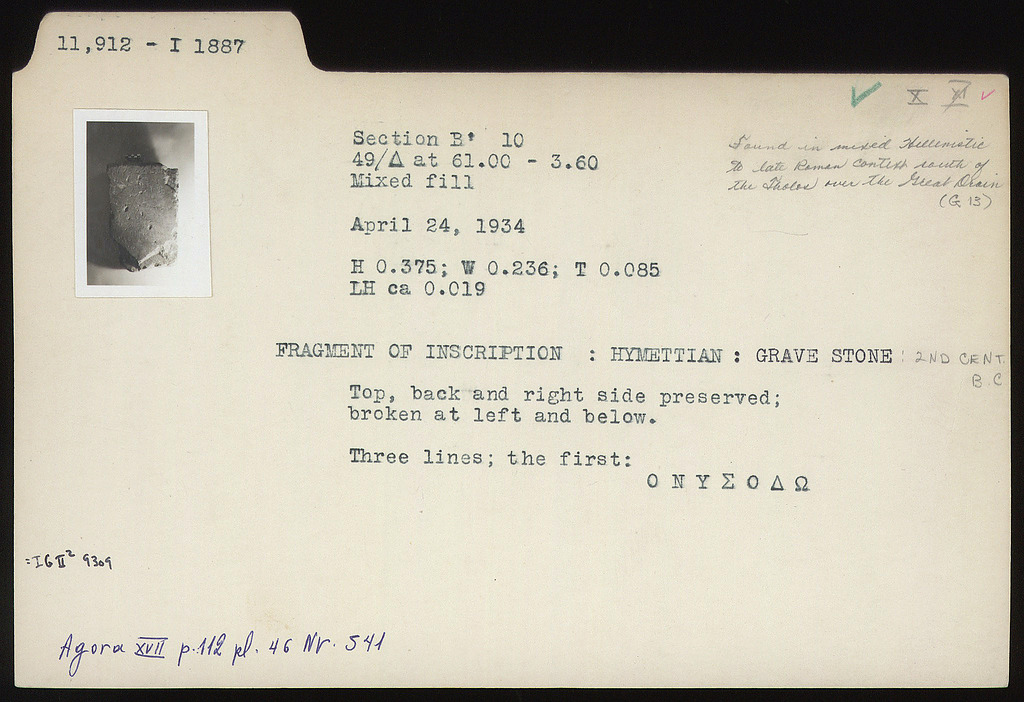 11,912 - I 1887
X
Section B' 10
49/Δ at 61.00 - 3.60
Mixed fill
Found in mixed Hellenistic
to late Roman context south of
the Tholos over the Great Drain
(G 13)
April 24, 1934
H 0.375; W 0.236; T 0.085
LH ca 0.019
FRAGMENT OF INSCRIPTION : HYMETTIAN : GRAVE STONE : 2ND CENT.
B.C
Top, back and right side preserved;
broken at left and below.
Three lines; the first:
Ο Ν Υ Σ Ο Δ Ω
=IG II² 9309
Agora XVII p.112 pl. 46 Nr. 541